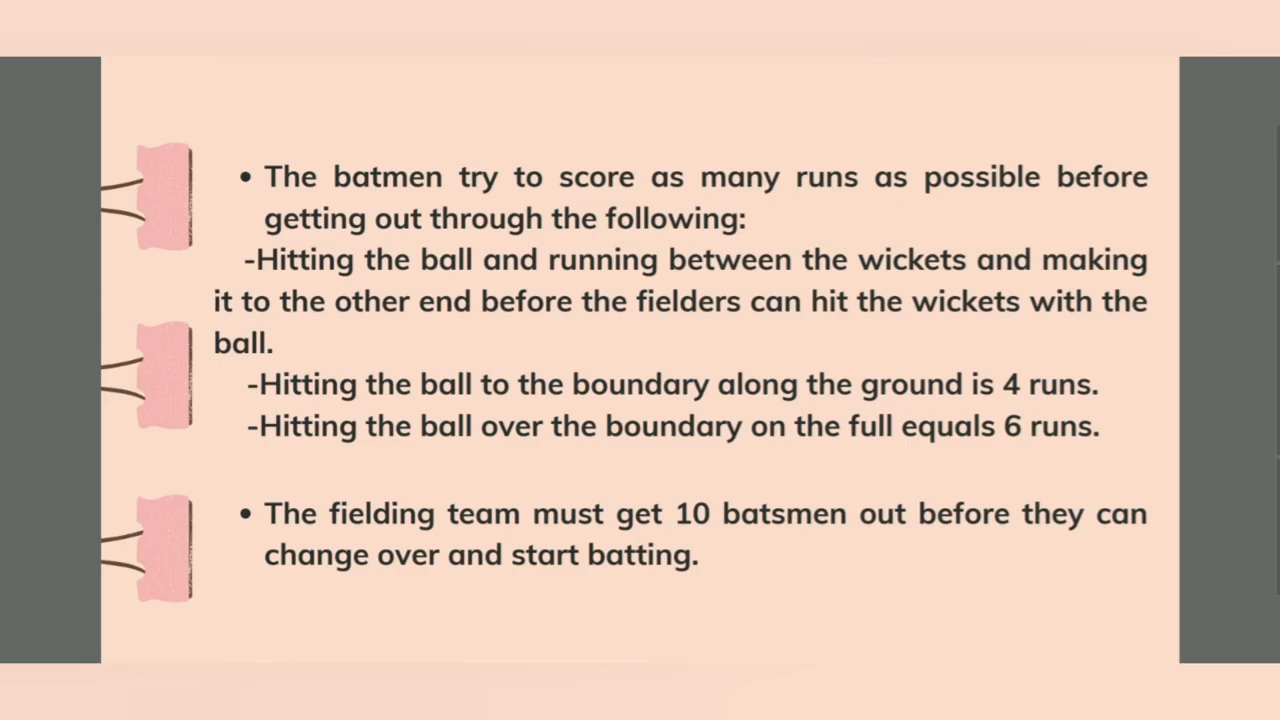 • The batmen try to score as many runs as possible before
getting out through the following:
-Hitting the ball and running between the wickets and making
it to the other end before the fielders can hit the wickets with the
ball.
-Hitting the ball to the boundary along the ground is 4 runs.
-Hitting the ball over the boundary on the full equals 6 runs.
• The fielding team must get 10 batsmen out before they can
change over and start batting.